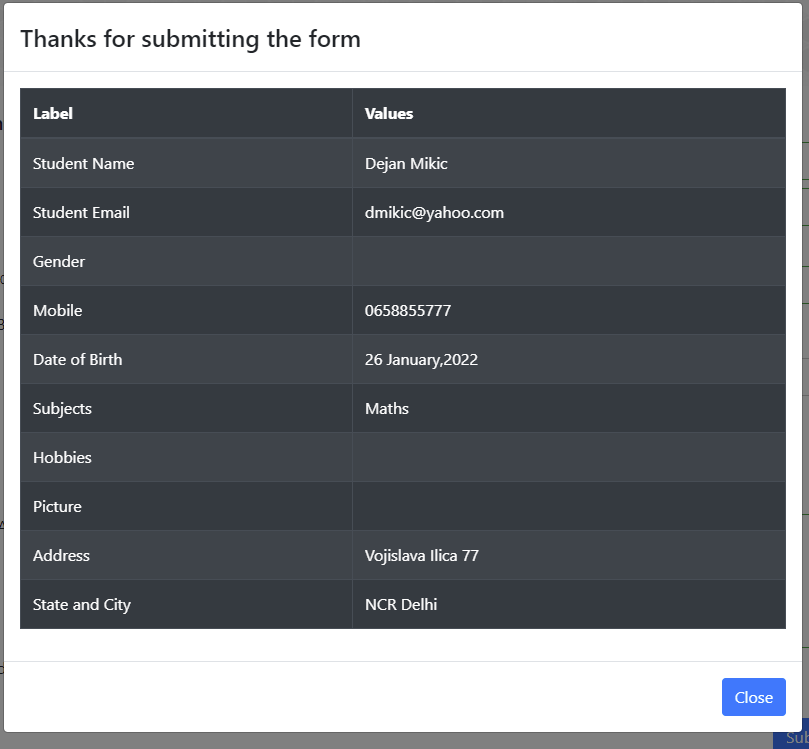 Thanks for submitting the form
Label Values
Student Name Dejan Mikic
Student Email dmikic@yahoo.com
Gender
Mobile 0658855777
Date of Birth 26 January,2022
Subjects Maths
Hobbies
Picture
Address Vojislava Ilica 77
State and City NCR Delhi
Close